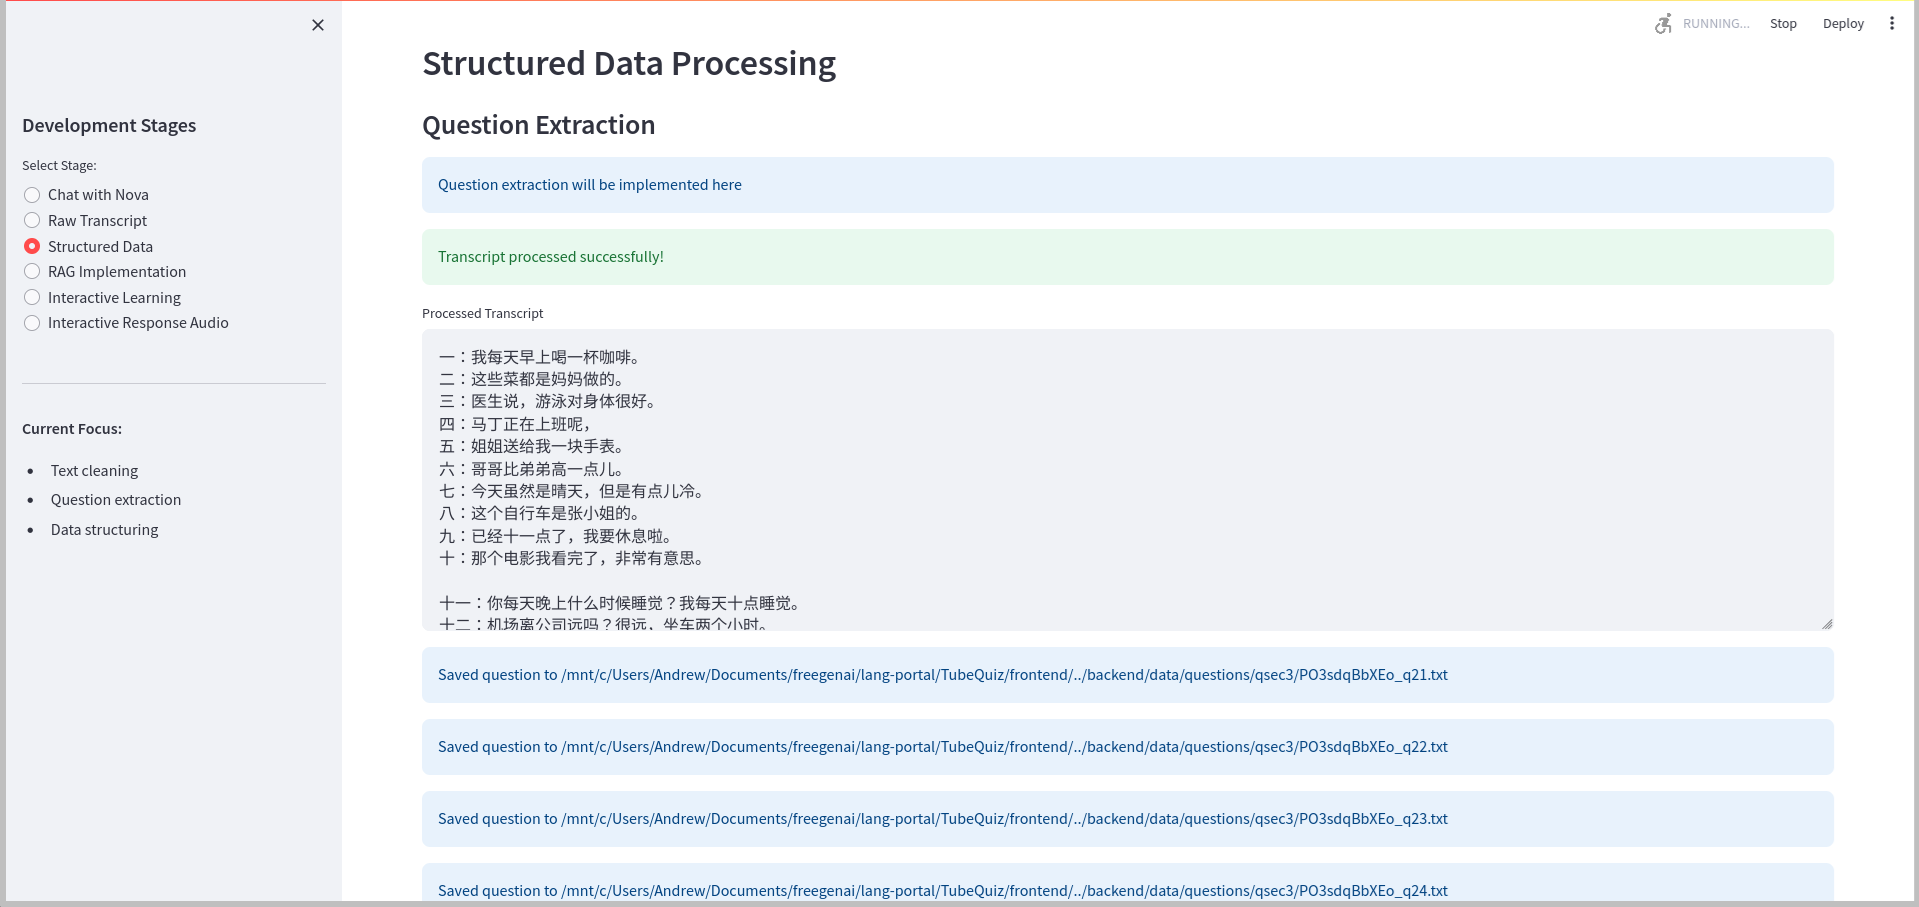 RUNNING...
Stop
Deploy
Development Stages
Select Stage:
Chat with Nova
Raw Transcript
Structured Data
RAG Implementation
Interactive Learning
Interactive Response Audio
Current Focus:
Text cleaning
Question extraction
Data structuring
Structured Data Processing
Question Extraction
Question extraction will be implemented here
Transcript processed successfully!
Processed Transcript
一：我每天早上喝一杯咖啡。
二：这些菜都是妈妈做的。
三：医生说，游泳对身体很好。
四：马丁正在上班呢，
五：姐姐送给我一块手表。
六：哥哥比弟弟高一点儿。
七：今天虽然是晴天，但是有点儿冷。
八：这个自行车是张小姐的。
九：已经十一点了，我要休息啦。
十：那个电影我看完了，非常有意思。
十一：你每天晚上什么时候睡觉？我每天十点睡觉。
十二：机场离公司远吗？很远，坐车两个小时。
Saved question to /mnt/c/Users/Andrew/Documents/freegenai/lang-portal/TubeQuiz/frontend/../backend/data/questions/qsec3/PO3sdqBbXEo_q21.txt
Saved question to /mnt/c/Users/Andrew/Documents/freegenai/lang-portal/TubeQuiz/frontend/../backend/data/questions/qsec3/PO3sdqBbXEo_q22.txt
Saved question to /mnt/c/Users/Andrew/Documents/freegenai/lang-portal/TubeQuiz/frontend/../backend/data/questions/qsec3/PO3sdqBbXEo_q23.txt
Saved question to /mnt/c/Users/Andrew/Documents/freegenai/lang-portal/TubeQuiz/frontend/../backend/data/questions/qsec3/PO3sdqBbXEo_q24.txt